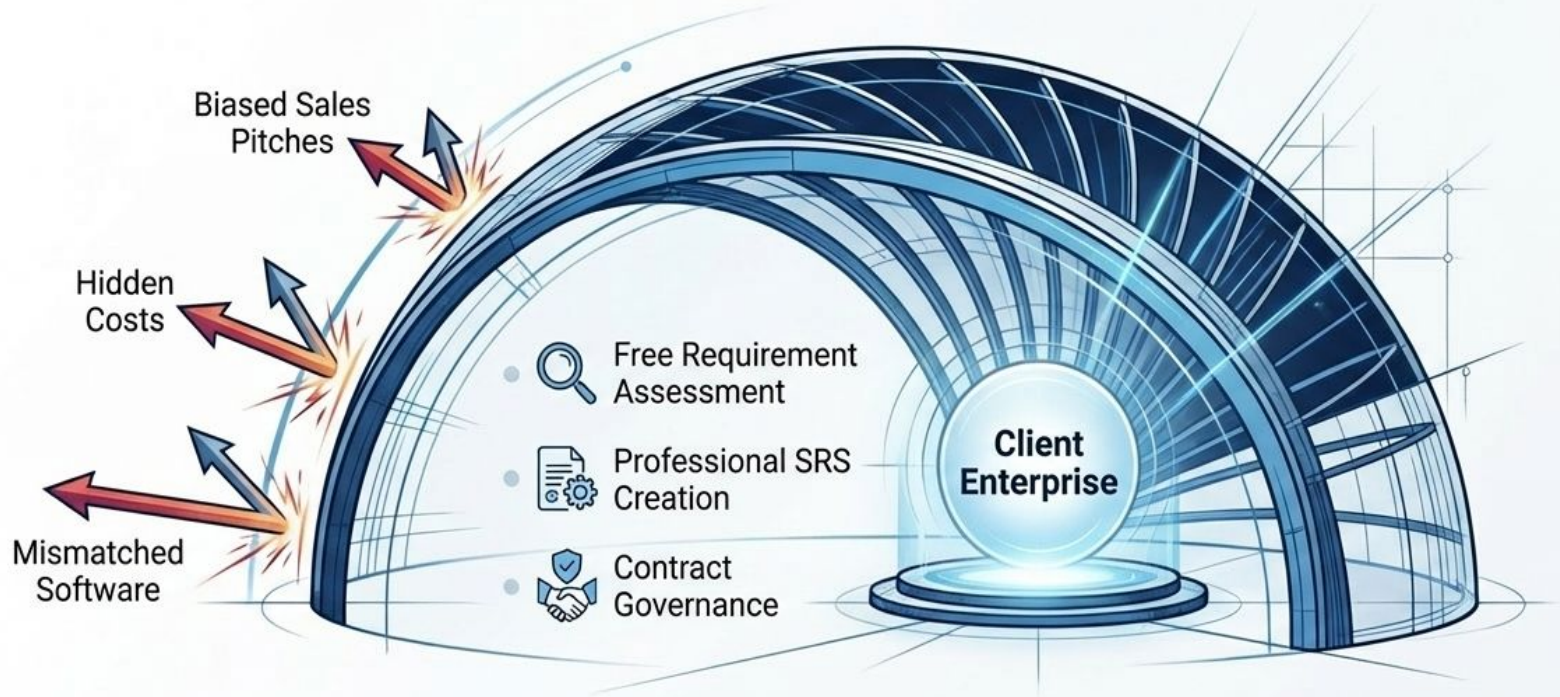 Biased Sales
Pitches
Hidden
Costs
Mismatched
Software
Free Requirement
Assessment
Professional SRS
Creation
Contract
Governance
Client
Enterprise